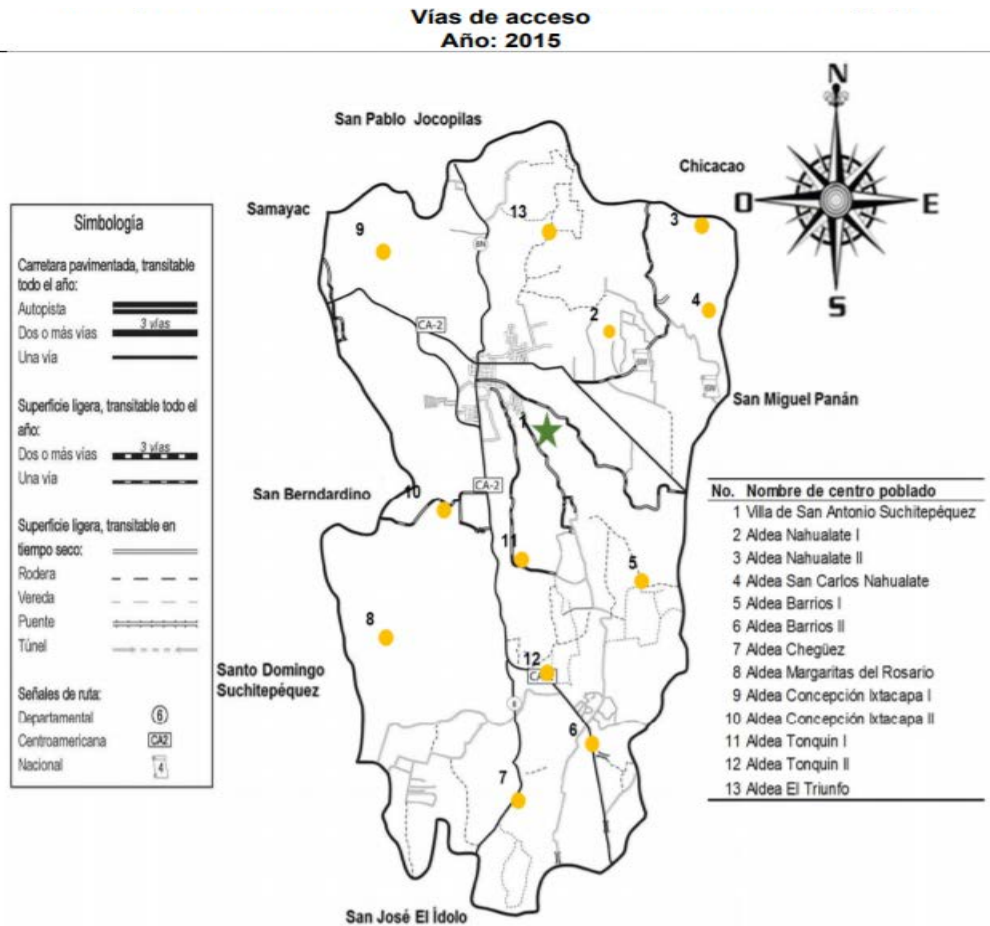 Vías de acceso
Año: 2015
N
San Pablo Jocopilas
Chicacao
Samayac
O
E
S
Simbología
Carretara pavimentada, transitable
todo el año:
Autopista
Dos o más vías
3 vías
Una vía
Superficie ligera, transitable todo el
año:
Dos o más vías
3 vías
Una vía
Superficie ligera, transitable en
tiempo seco:
Rodera
Vereda
Puente
Túnel
Señales de ruta:
Departamental
6
Centroamericana
CA2
Nacional
4
13
3
9
4
2
CA-2
San Miguel Panán
1
CA-2
San Berndardino
10
11
5
8
12
Santo Domingo
Suchitepéquez
6
7
San José El Ídolo
No. Nombre de centro poblado
1 Villa de San Antonio Suchitepéquez
2 Aldea Nahualate I
3 Aldea Nahualate II
4 Aldea San Carlos Nahualate
5 Aldea Barrios I
6 Aldea Barrios II
7 Aldea Chegüez
8 Aldea Margaritas del Rosario
9 Aldea Concepción Ixtacapa I
10 Aldea Concepción Ixtacapa II
11 Aldea Tonquin I
12 Aldea Tonquin II
13 Aldea El Triunfo